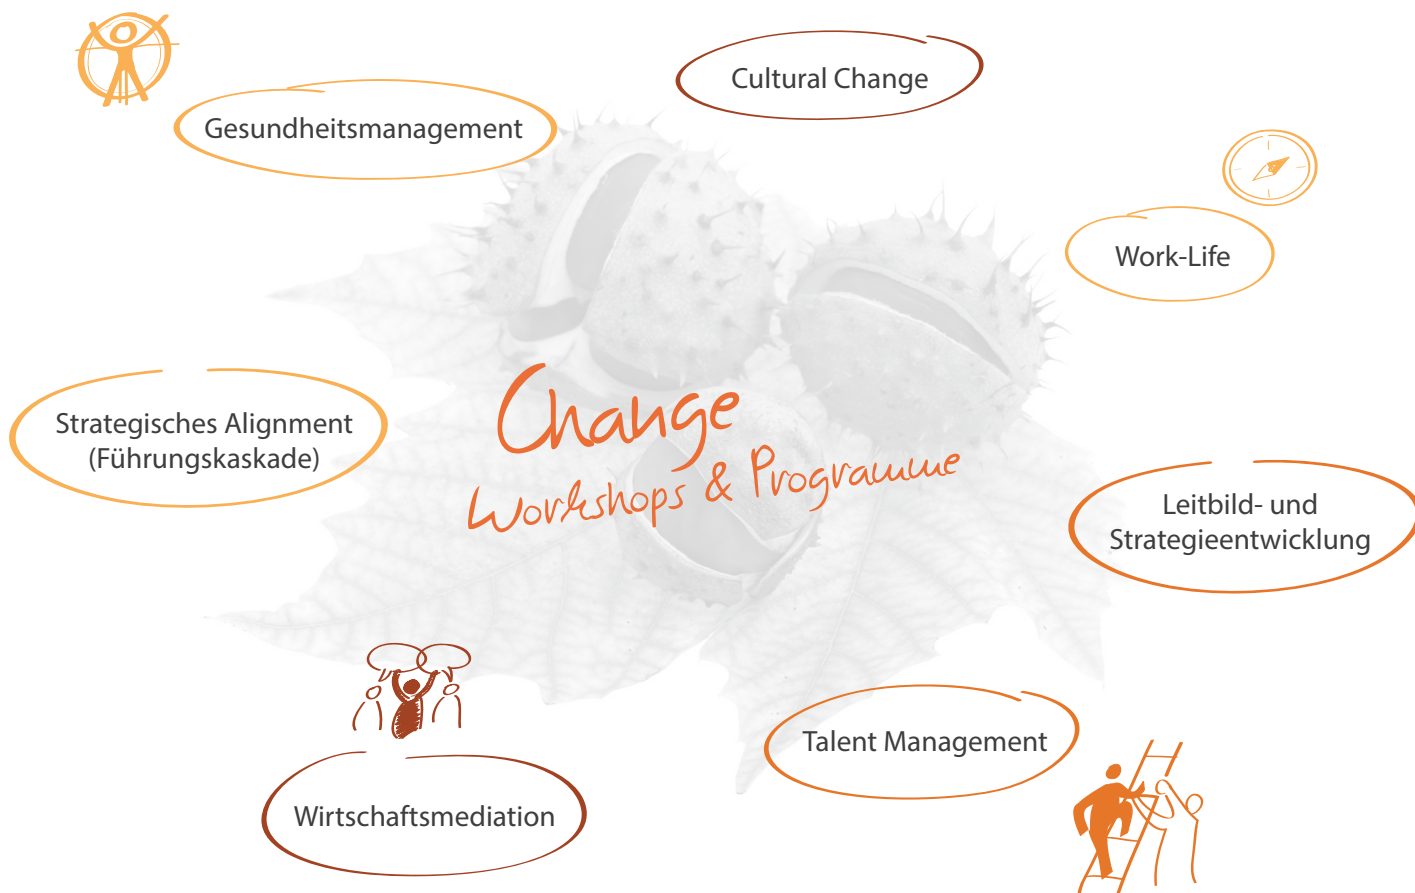 Cultural Change
Gesundheitsmanagement
Work-Life
Strategisches Alignment
(Führungskaskade)
Change
Workshops & Programme
Leitbild- und
Strategieentwicklung
Talent Management
Wirtschaftsmediation